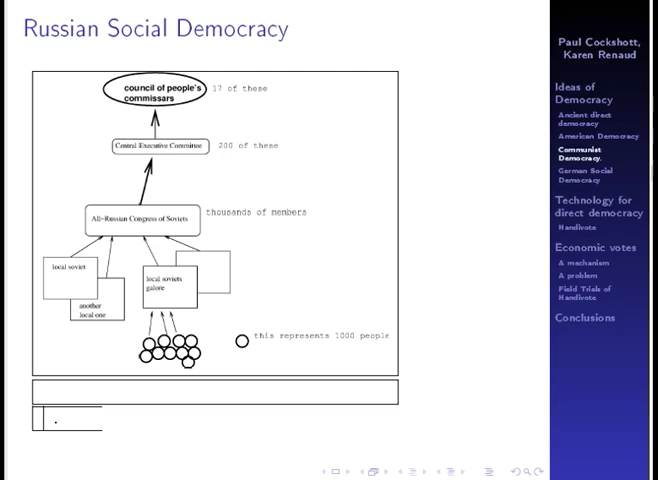 Russian Social Democracy
council of people's
commissars
17 of these
Central Executive Committee
200 of these
All-Russian Congress of Soviets
thousands of members
local soviet
another
local one
local soviets
galore
this represents 1000 people
.
Paul Cockshott,
Karen Renaud
Ideas of
Democracy
Ancient direct
democracy
American Democracy
Communist
Democracy.
German Social
Democracy
Technology for
direct democracy
Handivote
Economic votes
A mechanism
A problem
Field Trials of
Handivote
Conclusions